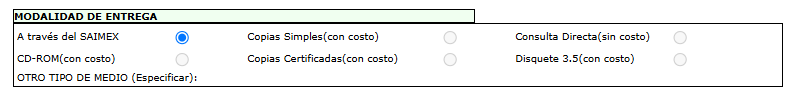 MODALIDAD DE ENTREGA
A través del SAIMEX Copias Simples(con costo) Consulta Directa(sin costo)
CD-ROM(con costo) Copias Certificadas(con costo) Disquete 3.5(con costo)
OTRO TIPO DE MEDIO (Especificar):